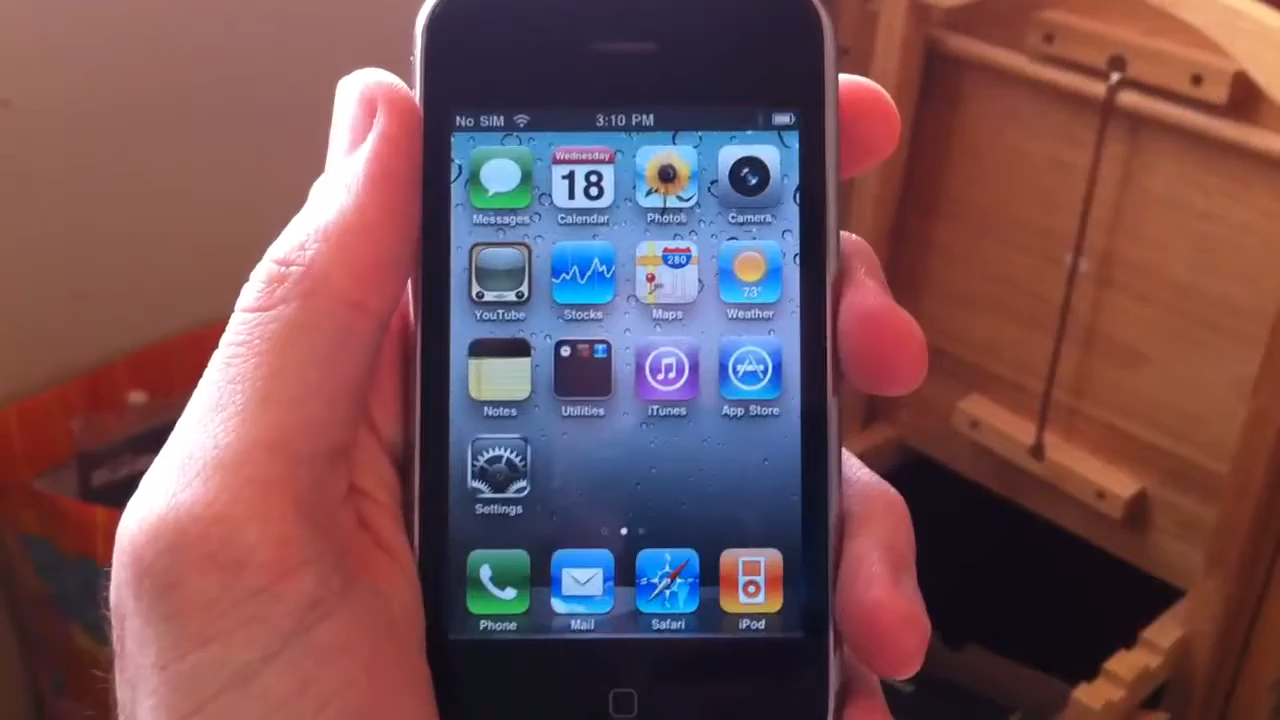 No SIM 3:10 PM
Wednesday
18
280
73°
Messages Calendar Photos Camera
YouTube Stocks Maps Weather
Notes Utilities iTunes App Store
Settings
Phone Mail Safari iPod